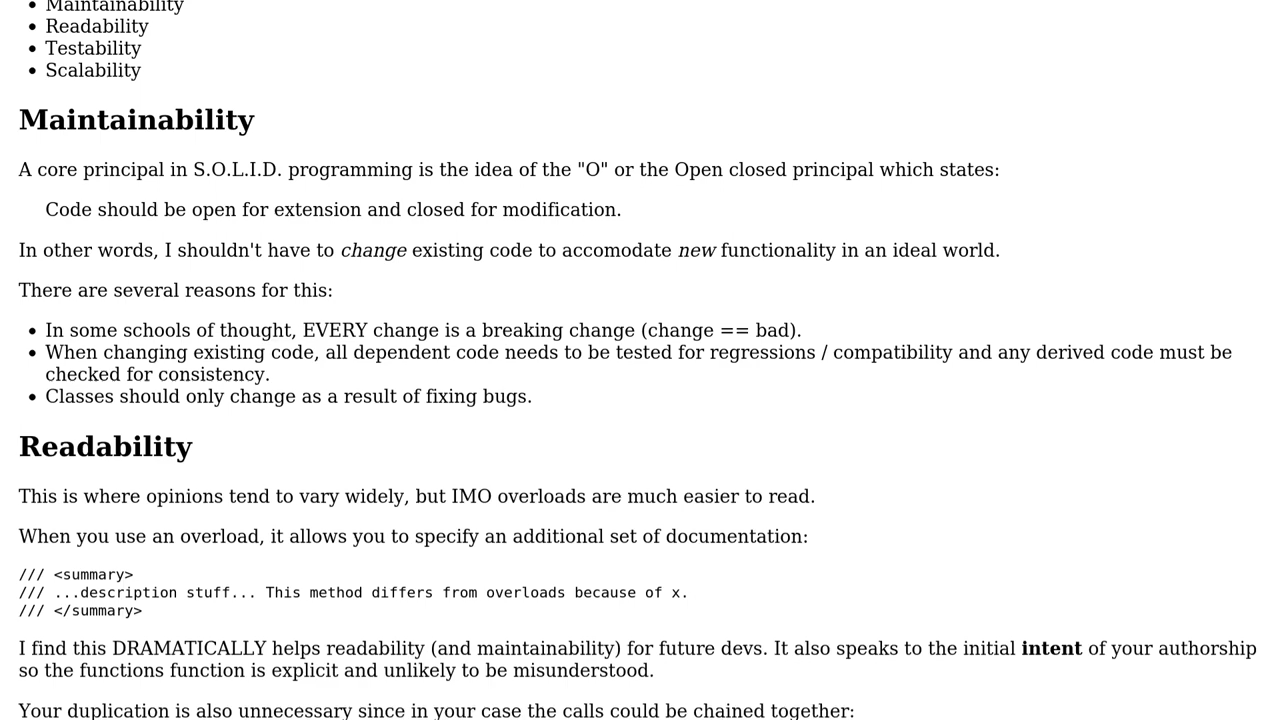 • Maintainability
• Readability
• Testability
• Scalability
Maintainability
A core principal in S.O.L.I.D. programming is the idea of the "O" or the Open closed principal which states:
Code should be open for extension and closed for modification.
In other words, I shouldn't have to change existing code to accomodate new functionality in an ideal world.
There are several reasons for this:
• In some schools of thought, EVERY change is a breaking change (change == bad).
• When changing existing code, all dependent code needs to be tested for regressions / compatibility and any derived code must be
checked for consistency.
• Classes should only change as a result of fixing bugs.
Readability
This is where opinions tend to vary widely, but IMO overloads are much easier to read.
When you use an overload, it allows you to specify an additional set of documentation:
/// <summary>
/// ...description stuff... This method differs from overloads because of x.
/// </summary>
I find this DRAMATICALLY helps readability (and maintainability) for future devs. It also speaks to the initial intent of your authorship
so the functions function is explicit and unlikely to be misunderstood.
Your duplication is also unnecessary since in your case the calls could be chained together: